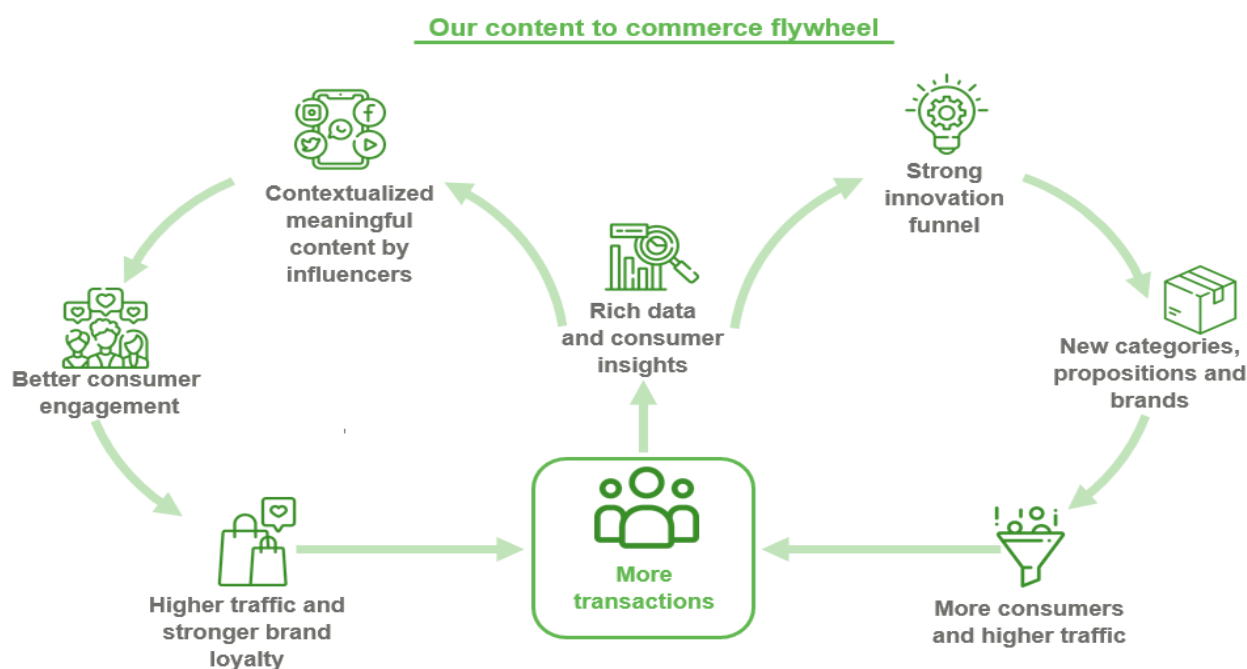 Our content to commerce flywheel
Contextualized
meaningful
content by
influencers
Better consumer
engagement
Higher traffic and
stronger brand
loyalty
More
transactions
Rich data
and consumer
insights
Strong
innovation
funnel
New categories,
propositions and
brands
More consumers
and higher traffic